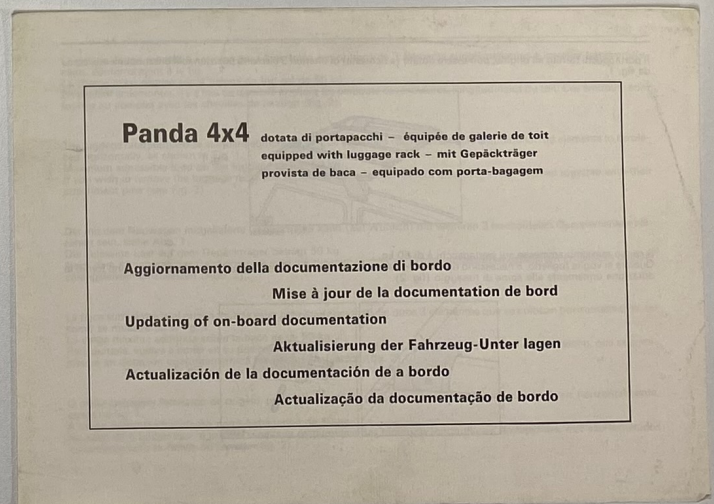 Panda 4x4 dotata di portapacchi – équipée de galerie de toit
equipped with luggage rack – mit Gepäckträger
provista de baca – equipado com porta-bagagem
Aggiornamento della documentazione di bordo
Mise à jour de la documentation de bord
Updating of on-board documentation
Aktualisierung der Fahrzeug-Unter lagen
Actualización de la documentación de a bordo
Actualização da documentação de bordo